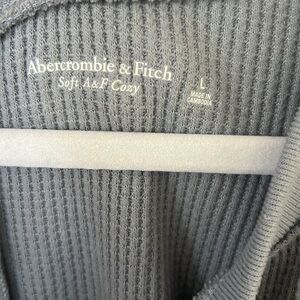 Abercrombie & Fitch
Soft A&F Cozy
L
MADE IN
CAMBODIA